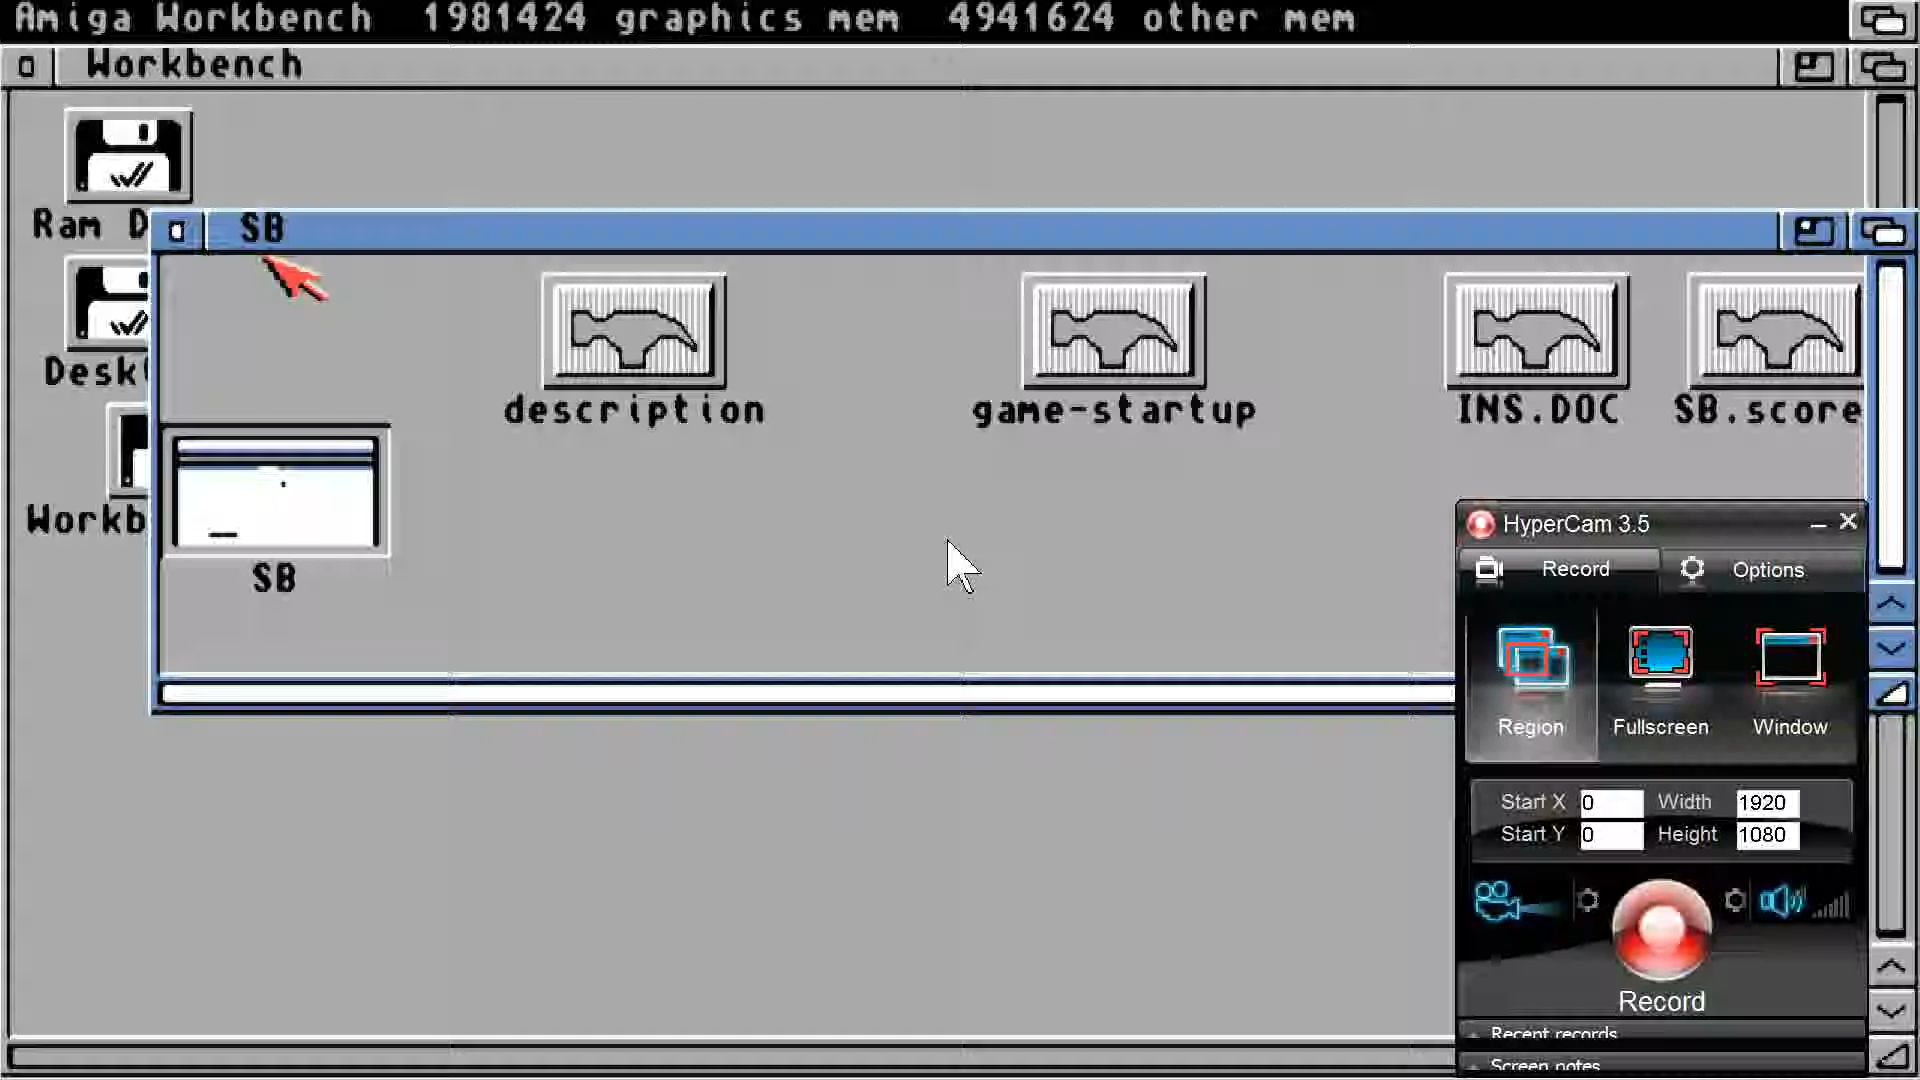 Amiga Workbench 1981424 graphics mem 4941624 other mem
Workbench
Ram D
SB
Desk
description
game-startup
INS.DOC
SB.score
Workb
SB
HyperCam 3.5
Record
Options
Region
Fullscreen
Window
Start X 0 Width 1920
Start Y 0 Height 1080
Record
Recent records
Screen notes